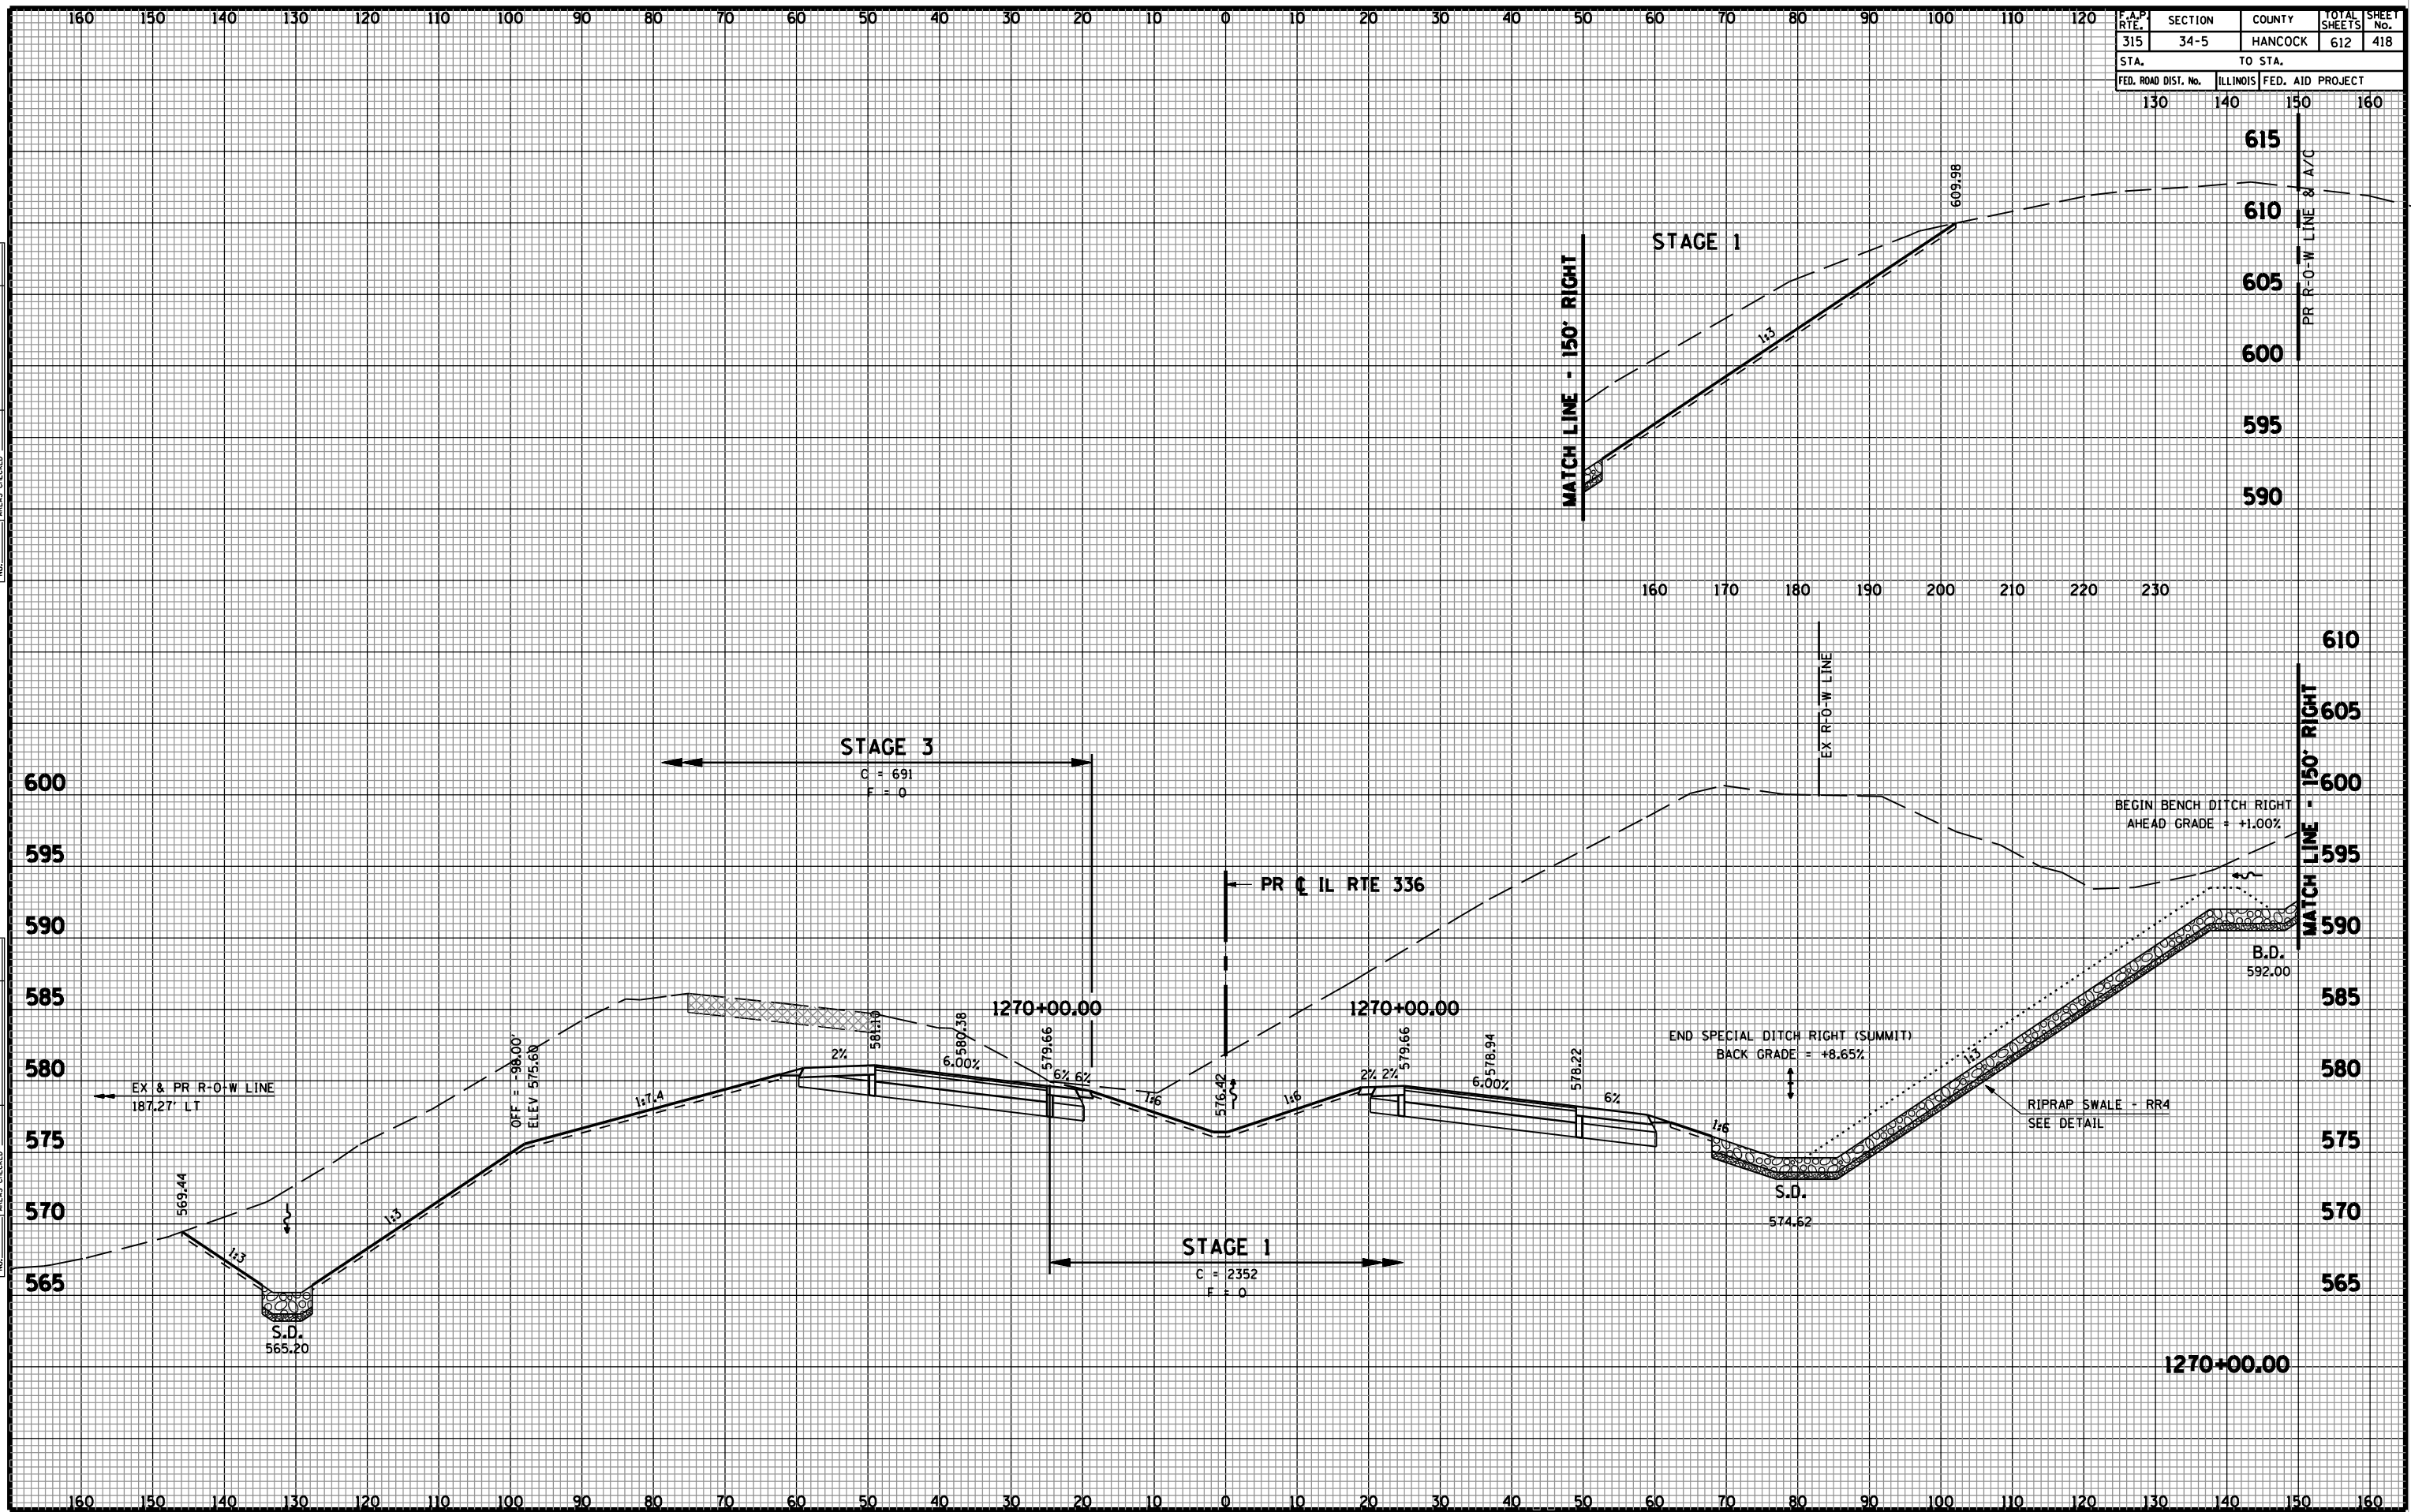 160 150 140 130 120 110 100 90 80 70 60 50 40 30 20 10 0 10 20 30 40 50 60 70 80 90 100 110 120
F.A.P. RTE. SECTION COUNTY TOTAL SHEETS SHEET No.
315 34-5 HANCOCK 612 418
STA. TO STA.
FED. ROAD DIST. No. ILLINOIS FED. AID PROJECT
130 140 150 160
615
610
605
600
595
590
PR R-O-W LINE & A/C
609.98
STAGE 1
MATCH LINE - 150' RIGHT
1:3
160 170 180 190 200 210 220 230
610
605
600
595
590
585
580
575
570
565
MATCH LINE - 150' RIGHT
EX R-O-W LINE
BEGIN BENCH DITCH RIGHT
AHEAD GRADE = +1.00%
B.D.
592.00
600
595
590
585
580
575
570
565
STAGE 3
C = 691
F = 0
PR ℄ IL RTE 336
1270+00.00
1270+00.00
EX & PR R-O-W LINE
187.27' LT
OFF = -98.00'
ELEV 575.60
569.44
1:3
S.D.
565.20
1:3
1:7.4
2%
581.10
6.00%
580.38
579.66
6% 6%
1:6
576.42
1:6
2% 2%
579.66
6.00%
578.94
578.22
6%
1:6
END SPECIAL DITCH RIGHT (SUMMIT)
BACK GRADE = +8.65%
1:3
RIPRAP SWALE - RR4
SEE DETAIL
S.D.
574.62
STAGE 1
C = 2352
F = 0
1270+00.00
160 150 140 130 120 110 100 90 80 70 60 50 40 30 20 10 0 10 20 30 40 50 60 70 80 90 100 110 120 130 140 150 160